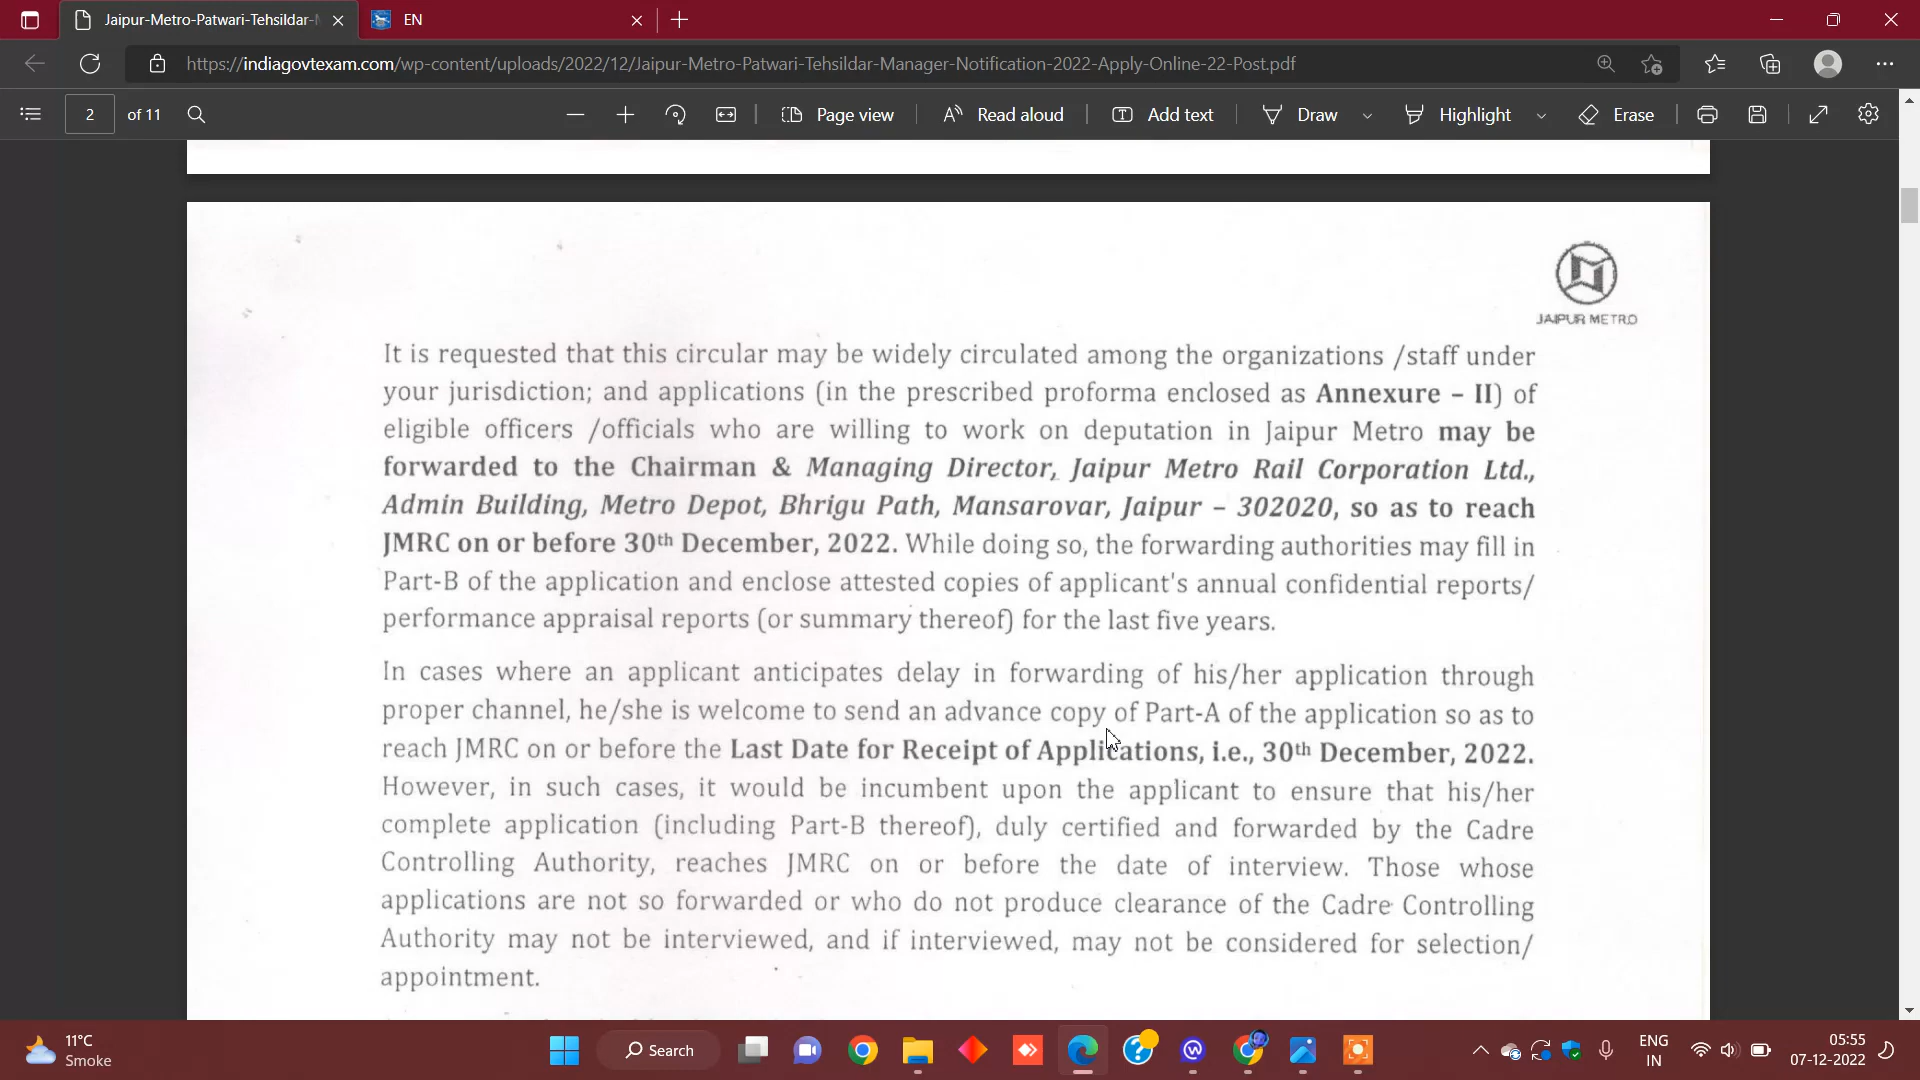 Jaipur-Metro-Patwari-Tehsildar-
EN
https://indiagovtexam.com/wp-content/uploads/2022/12/Jaipur-Metro-Patwari-Tehsildar-Manager-Notification-2022-Apply-Online-22-Post.pdf
2 of 11 Page view Read aloud Add text Draw Highlight Erase
JAIPUR METRO
It is requested that this circular may be widely circulated among the organizations /staff under
your jurisdiction; and applications (in the prescribed proforma enclosed as Annexure – II) of
eligible officers /officials who are willing to work on deputation in Jaipur Metro may be
forwarded to the Chairman & Managing Director, Jaipur Metro Rail Corporation Ltd.,
Admin Building, Metro Depot, Bhrigu Path, Mansarovar, Jaipur – 302020, so as to reach
JMRC on or before 30th December, 2022. While doing so, the forwarding authorities may fill in
Part-B of the application and enclose attested copies of applicant's annual confidential reports/
performance appraisal reports (or summary thereof) for the last five years.
In cases where an applicant anticipates delay in forwarding of his/her application through
proper channel, he/she is welcome to send an advance copy of Part-A of the application so as to
reach JMRC on or before the Last Date for Receipt of Applications, i.e., 30th December, 2022.
However, in such cases, it would be incumbent upon the applicant to ensure that his/her
complete application (including Part-B thereof), duly certified and forwarded by the Cadre
Controlling Authority, reaches JMRC on or before the date of interview. Those whose
applications are not so forwarded or who do not produce clearance of the Cadre Controlling
Authority may not be interviewed, and if interviewed, may not be considered for selection/
appointment.
11°C
Smoke
Search
ENG
IN
05:55
07-12-2022